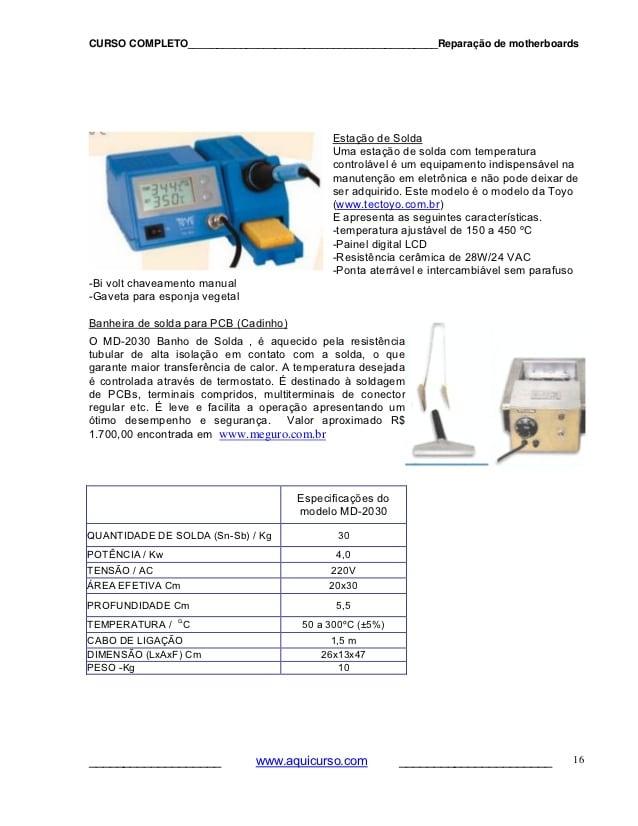 CURSO COMPLETO__________________________________________Reparação de motherboards
344°C
350°C
TOYO
Estação de Solda
Uma estação de solda com temperatura
controlável é um equipamento indispensável na
manutenção em eletrônica e não pode deixar de
ser adquirido. Este modelo é o modelo da Toyo
(www.tectoyo.com.br)
E apresenta as seguintes características.
-temperatura ajustável de 150 a 450 ºC
-Painel digital LCD
-Resistência cerâmica de 28W/24 VAC
-Ponta aterrável e intercambiável sem parafuso
-Bi volt chaveamento manual
-Gaveta para esponja vegetal
Banheira de solda para PCB (Cadinho)
O MD-2030 Banho de Solda , é aquecido pela resistência
tubular de alta isolação em contato com a solda, o que
garante maior transferência de calor. A temperatura desejada
é controlada através de termostato. É destinado à soldagem
de PCBs, terminais compridos, multiterminais de conector
regular etc. É leve e facilita a operação apresentando um
ótimo desempenho e segurança. Valor aproximado R$
1.700,00 encontrada em www.meguro.com.br
Especificações do
modelo MD-2030
QUANTIDADE DE SOLDA (Sn-Sb) / Kg 30
POTÊNCIA / Kw 4,0
TENSÃO / AC 220V
ÁREA EFETIVA Cm 20x30
PROFUNDIDADE Cm 5,5
TEMPERATURA / ºC 50 a 300ºC (±5%)
CABO DE LIGAÇÃO 1,5 m
DIMENSÃO (LxAxF) Cm 26x13x47
PESO -Kg 10
____________________ www.aquicurso.com _______________________ 16